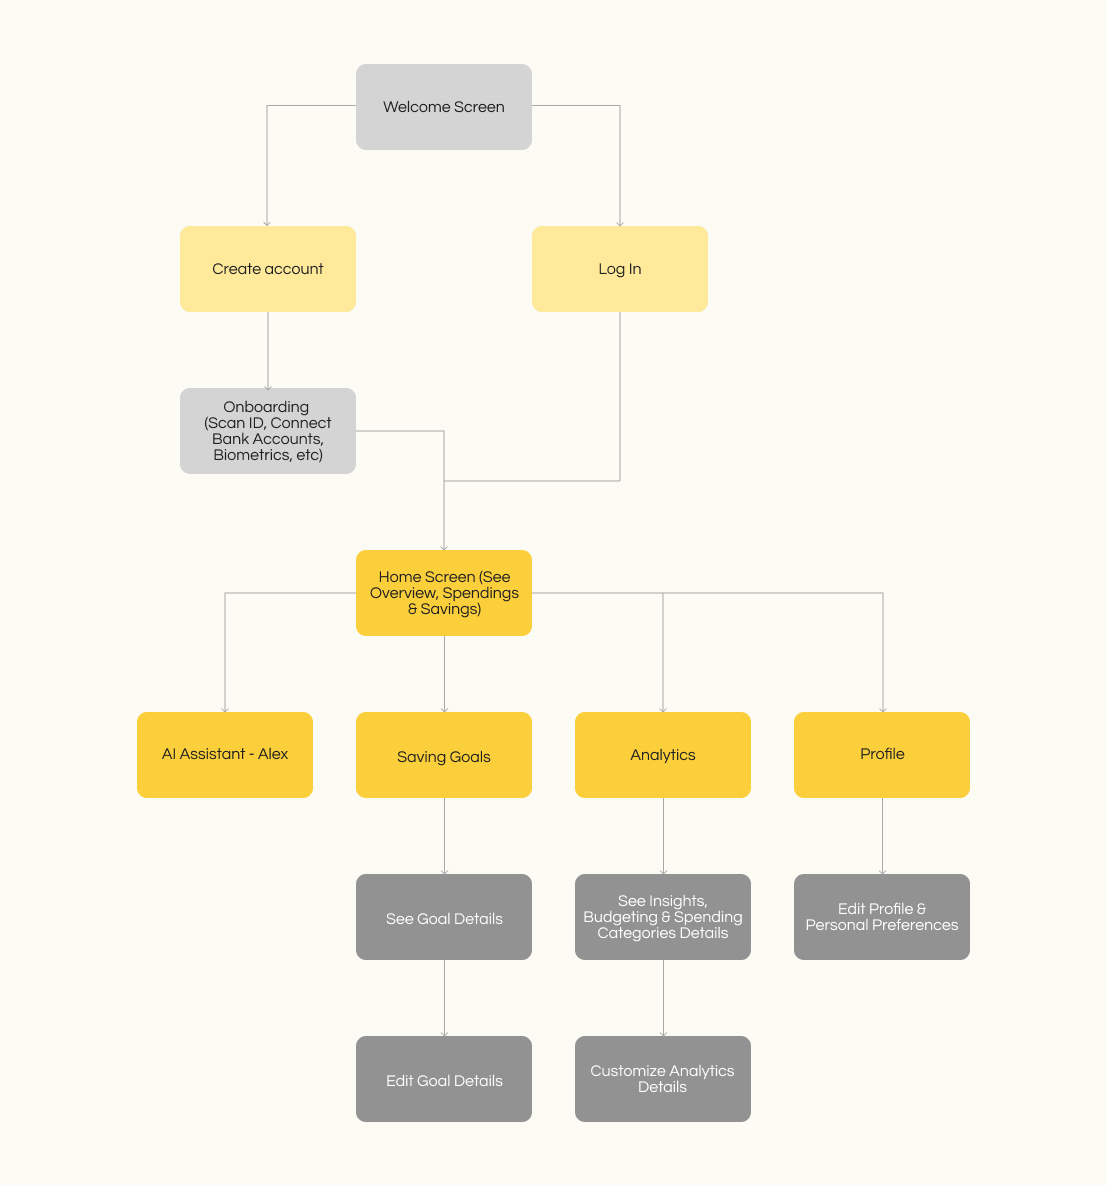 Welcome Screen
Create account
Log In
Onboarding
(Scan ID, Connect
Bank Accounts,
Biometrics, etc)
Home Screen (See
Overview, Spendings
& Savings)
AI Assistant - Alex
Saving Goals
Analytics
Profile
See Goal Details
See Insights,
Budgeting & Spending
Categories Details
Edit Profile &
Personal Preferences
Edit Goal Details
Customize Analytics
Details